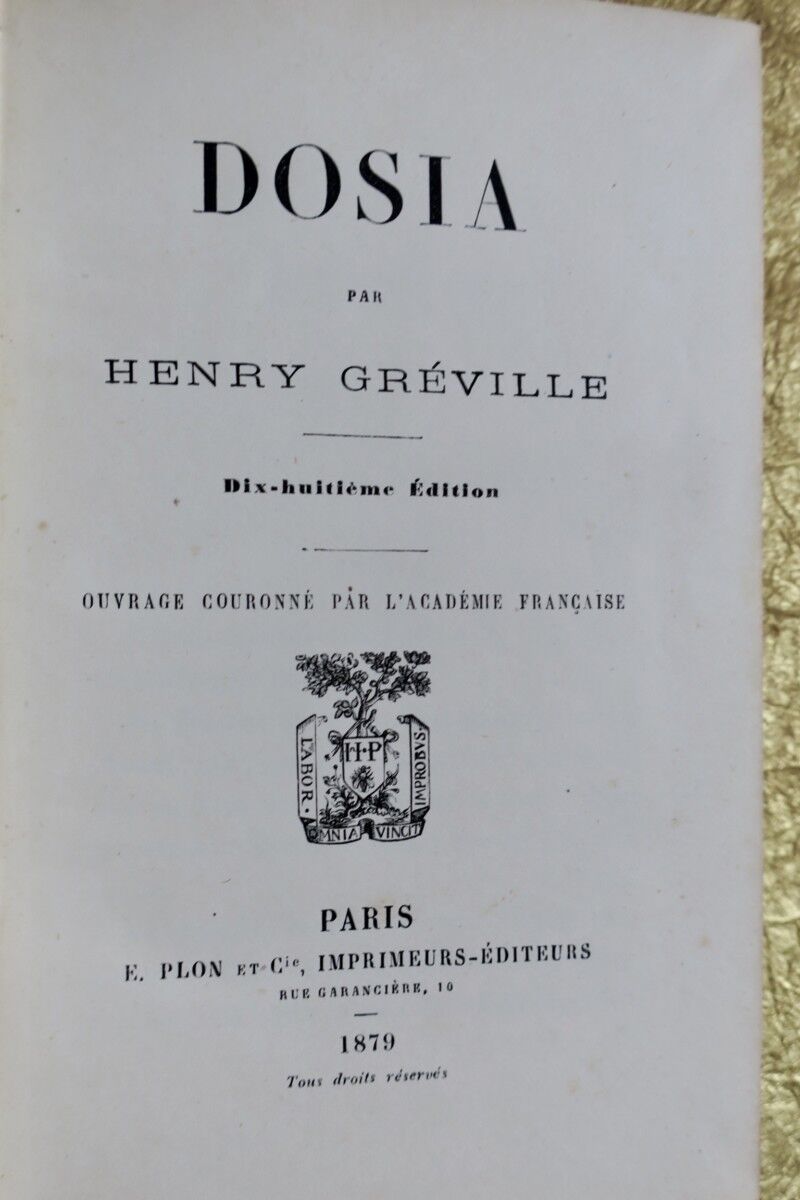 DOSIA
PAR
HENRY GRÉVILLE
Dix-huitième Édition
OUVRAGE COURONNÉ PAR L'ACADÉMIE FRANÇAISE
H·P
LABOR·
OMNIA VINCIT
IMPROBVS·
PARIS
E. PLON ET Cie, IMPRIMEURS-ÉDITEURS
RUE GARANCIÈRE, 10
1879
Tous droits réservés